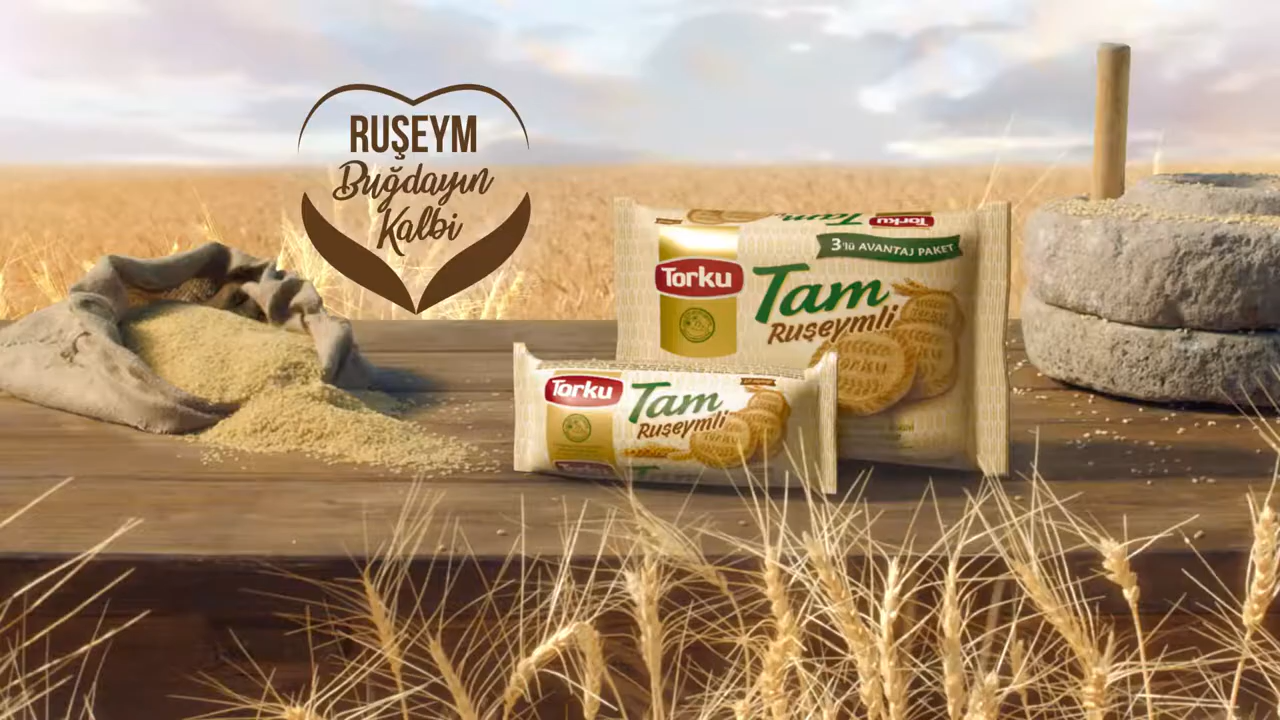 RUŞEYM
Buğdayın
Kalbi
Tam
Torku
3'lü AVANTAJ PAKET
Torku
Tam
Ruşeymli
Torku
Tam
Ruşeymli